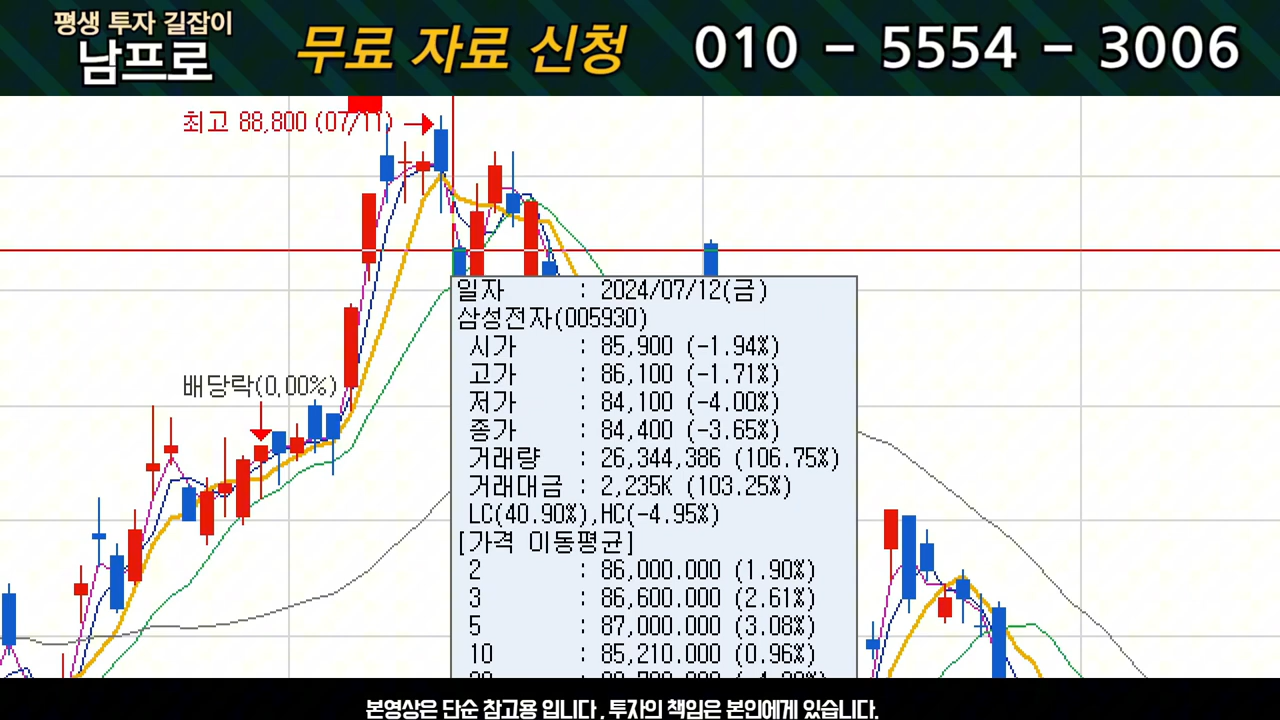 평생 투자 길잡이
남프로
무료 자료 신청
010 - 5554 - 3006
최고 88,800 (07/11)
배당락(0,00%)
일자 : 2024/07/12(금)
삼성전자(005930)
시가 : 85,900 (-1.94%)
고가 : 86,100 (-1.71%)
저가 : 84,100 (-4.00%)
종가 : 84,400 (-3.65%)
거래량 : 26,344,386 (106.75%)
거래대금 : 2,235K (103.25%)
LC(40.90%),HC(-4.95%)
[가격 이동평균]
2 : 86,000.000 (1.90%)
3 : 86,600.000 (2.61%)
5 : 87,000.000 (3.08%)
10 : 85,210.000 (0.96%)
본영상은 단순 참고용 입니다, 투자의 책임은 본인에게 있습니다.